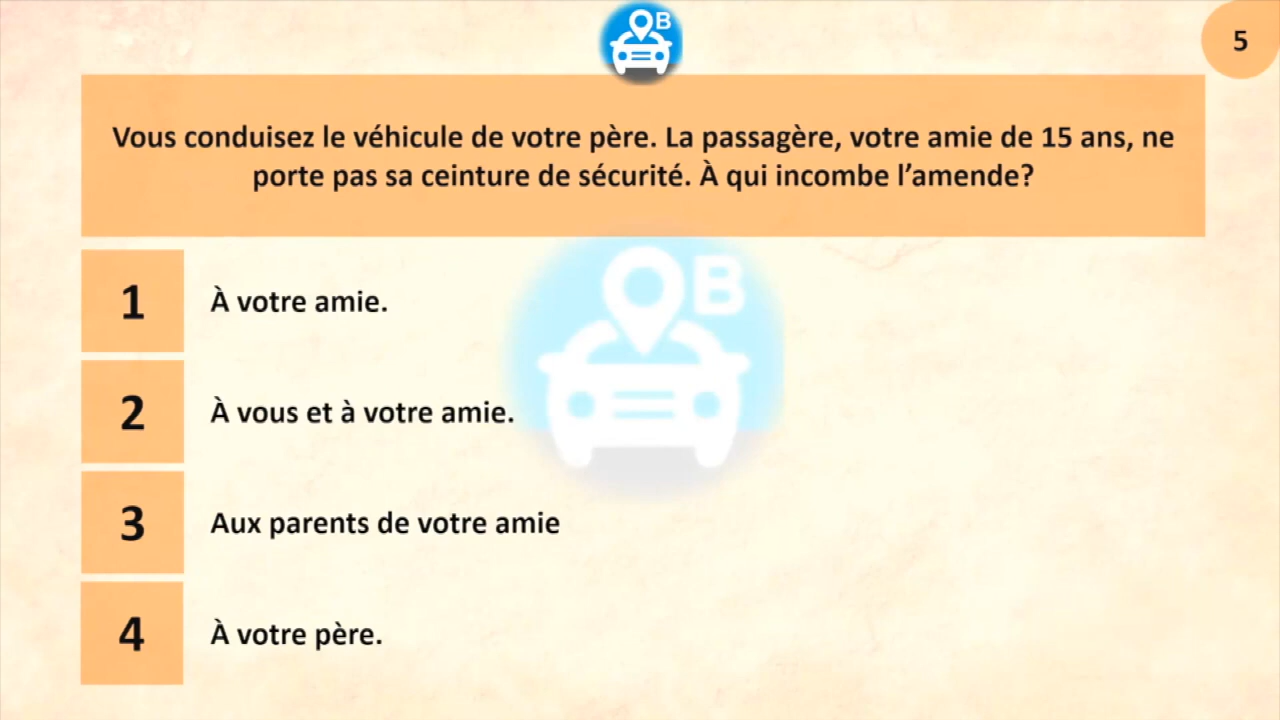 B
5
Vous conduisez le véhicule de votre père. La passagère, votre amie de 15 ans, ne
porte pas sa ceinture de sécurité. À qui incombe l’amende?
B
1 À votre amie.
2 À vous et à votre amie.
3 Aux parents de votre amie
4 À votre père.